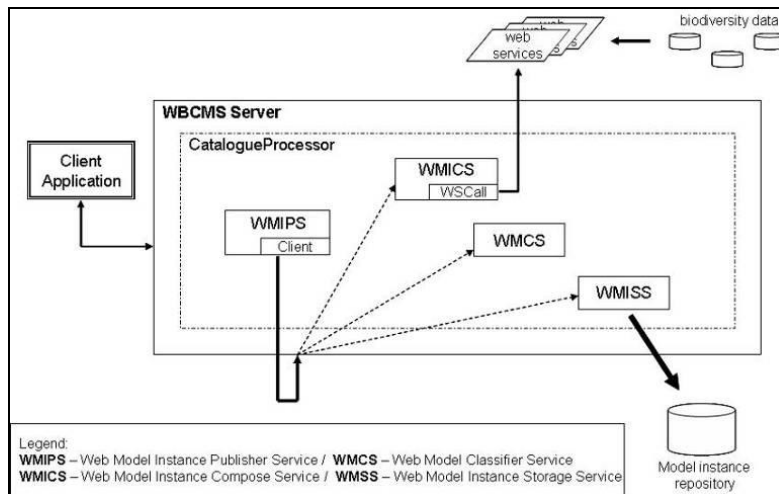 web
services
biodiversity data
WBCMS Server
CatalogueProcessor
Client
Application
WMICS
WSCall
WMIPS
Client
WMCS
WMISS
Model instance
repository
Legend:
WMIPS – Web Model Instance Publisher Service / WMCS – Web Model Classifier Service
WMICS – Web Model Instance Compose Service / WMSS – Web Model Instance Storage Service